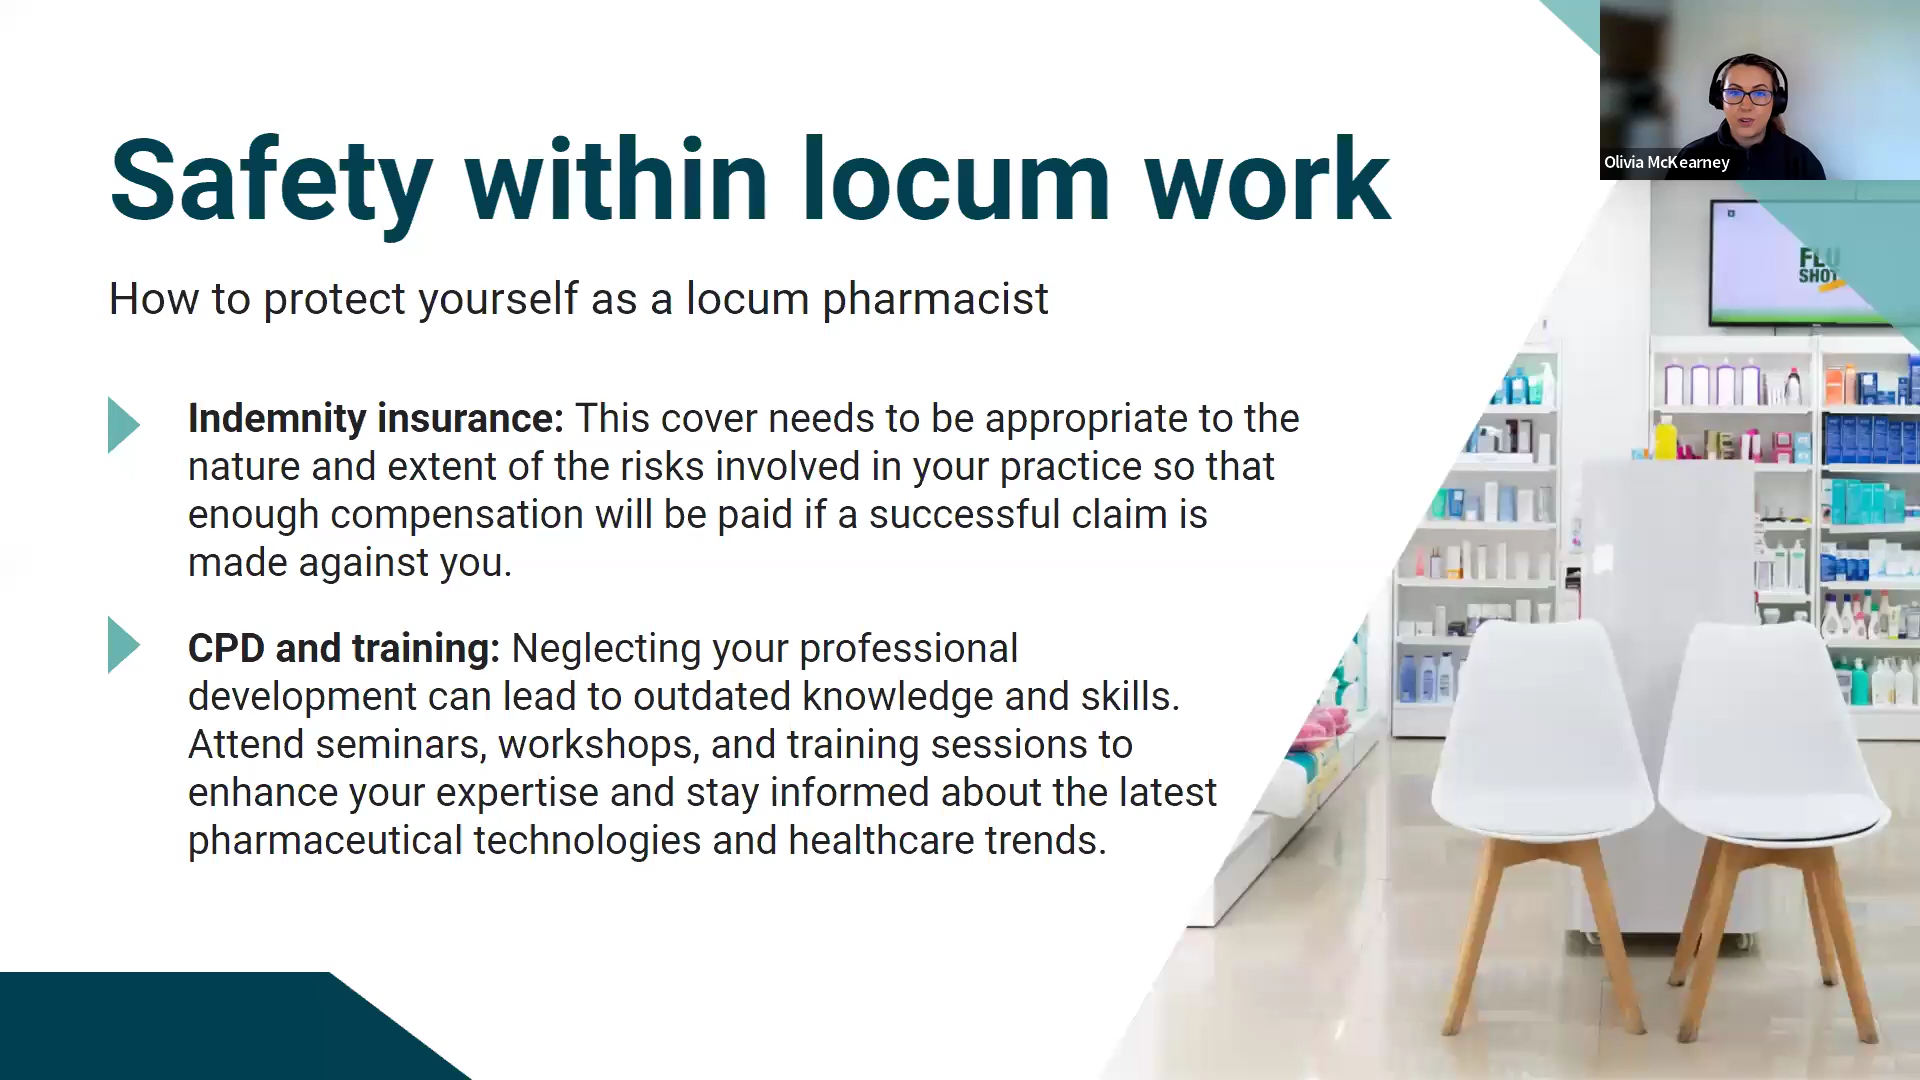 Safety within locum work
How to protect yourself as a locum pharmacist
Indemnity insurance: This cover needs to be appropriate to the
nature and extent of the risks involved in your practice so that
enough compensation will be paid if a successful claim is
made against you.
CPD and training: Neglecting your professional
development can lead to outdated knowledge and skills.
Attend seminars, workshops, and training sessions to
enhance your expertise and stay informed about the latest
pharmaceutical technologies and healthcare trends.
Olivia McKearney
FLU
SHOT